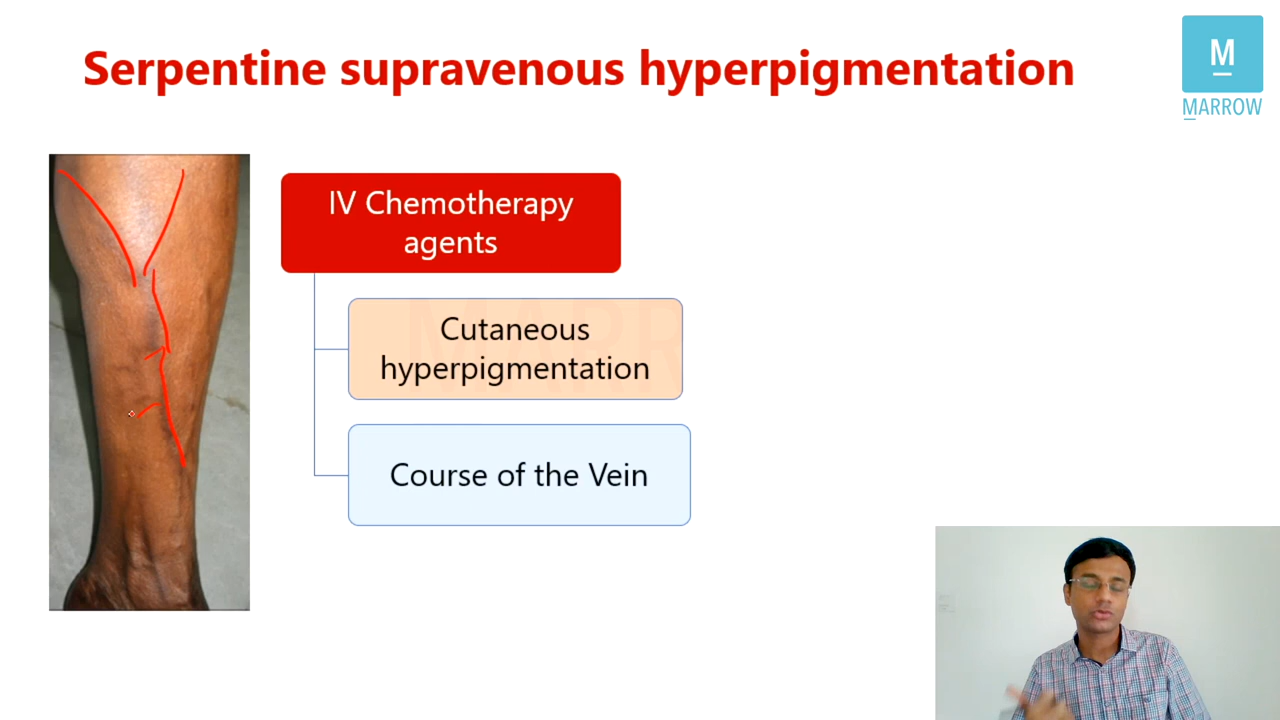 Serpentine supravenous hyperpigmentation
M
MARROW
IV Chemotherapy
agents
Cutaneous
hyperpigmentation
Course of the Vein